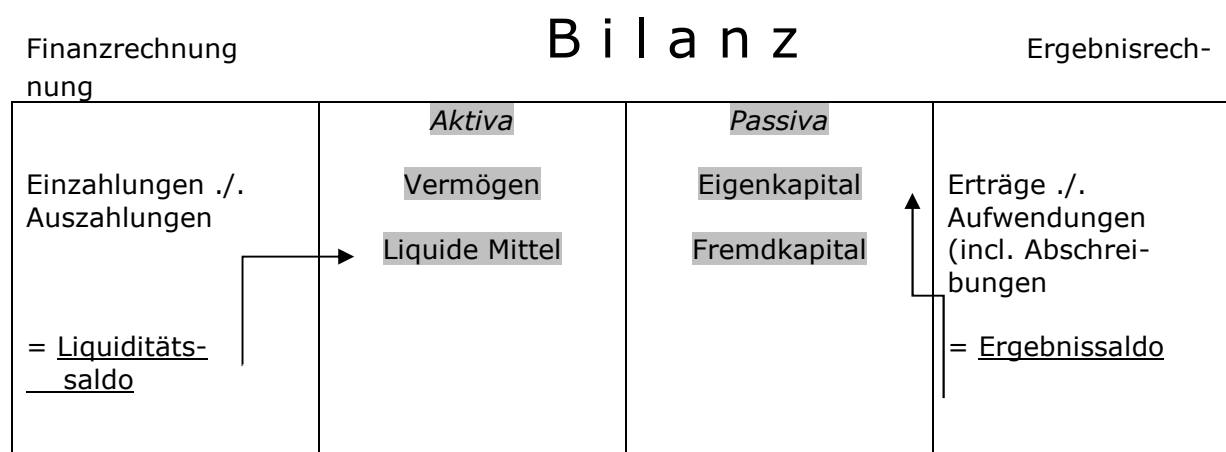 B i l a n z
Finanzrechnung Ergebnisrech-
nung
Aktiva Passiva
Einzahlungen ./. Vermögen Eigenkapital Erträge ./.
Auszahlungen Aufwendungen
Liquide Mittel Fremdkapital (incl. Abschrei-
bungen
= Liquiditäts- = Ergebnissaldo
saldo